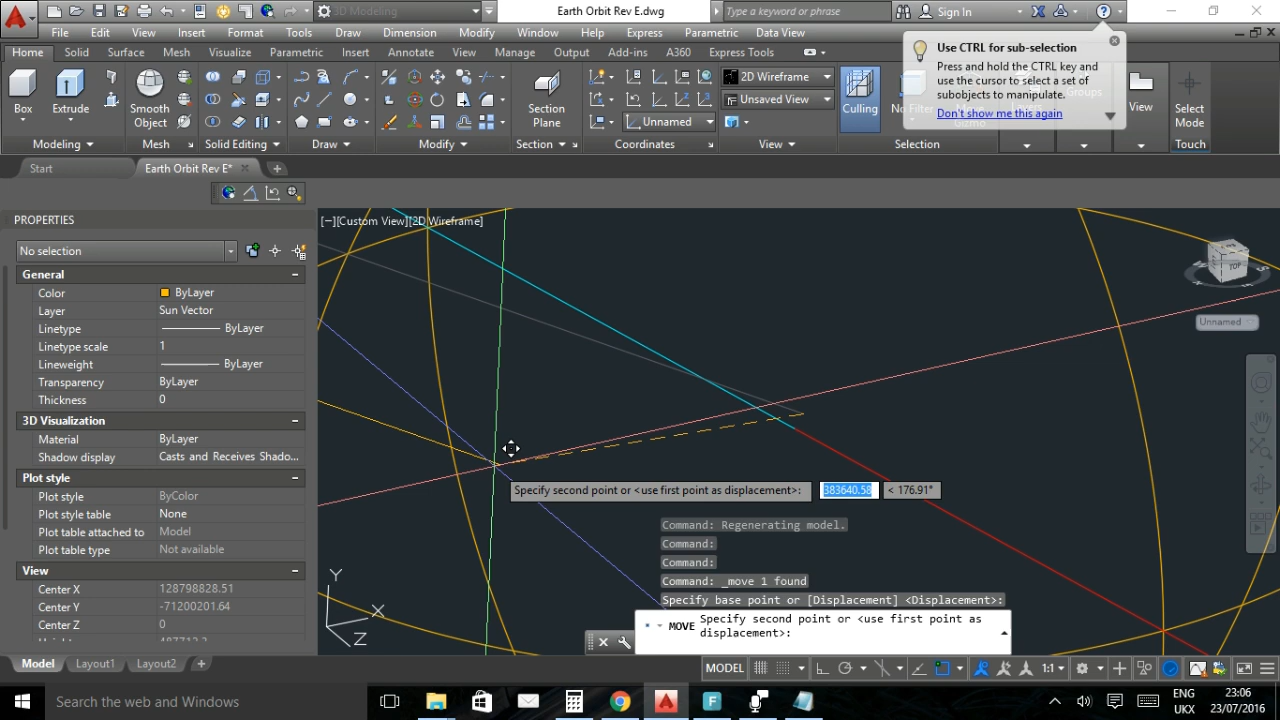 3D Modeling
Earth Orbit Rev E.dwg
Type a keyword or phrase
Sign In
File Edit View Insert Format Tools Draw Dimension Modify Window Help Express Parametric Data View
Home Solid Surface Mesh Visualize Parametric Insert Annotate View Manage Output Add-ins A360 Express Tools
Use CTRL for sub-selection
Press and hold the CTRL key and
use the cursor to select a set of
subobjects to manipulate.
Don't show me this again
Box
Extrude
Smooth
Object
Section
Plane
2D Wireframe
Unsaved View
Unnamed
Culling
No Filter
Move
Gizmo
Layers
Groups
View
Select
Mode
Modeling Mesh Solid Editing Draw Modify Section Coordinates View Selection Touch
Start
Earth Orbit Rev E*
PROPERTIES
No selection
General
Color ByLayer
Layer Sun Vector
Linetype ByLayer
Linetype scale 1
Lineweight ByLayer
Transparency ByLayer
Thickness 0
3D Visualization
Material ByLayer
Shadow display Casts and Receives Shado...
Plot style
Plot style ByColor
Plot style table None
Plot table attached to Model
Plot table type Not available
View
Center X 128798828.51
Center Y -71200201.64
Center Z 0
[−][Custom View][2D Wireframe]
TOP
Unnamed
Specify second point or <use first point as displacement>: 383640.58 < 176.91°
Command: Regenerating model.
Command:
Command:
Command: _move 1 found
Specify base point or [Displacement] <Displacement>:
MOVE Specify second point or <use first point as
displacement>:
Y
X
Z
Model Layout1 Layout2
MODEL
1:1
Search the web and Windows
F
ENG
UKX
23:06
23/07/2016